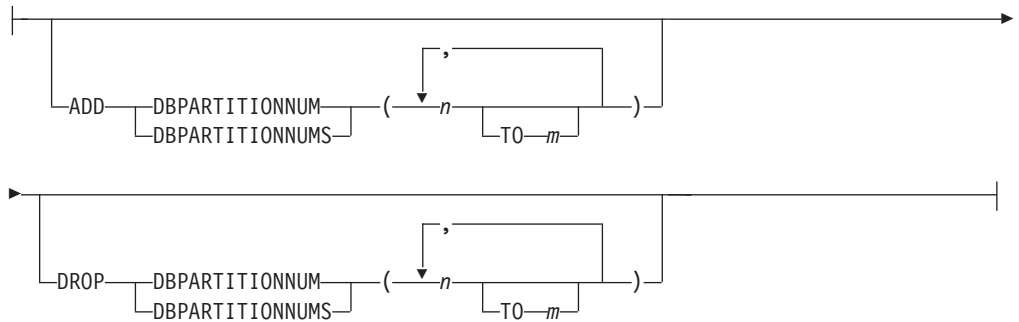 ,
ADD DBPARTITIONNUM ( n )
DBPARTITIONNUMS TO m
,
DROP DBPARTITIONNUM ( n )
DBPARTITIONNUMS TO m